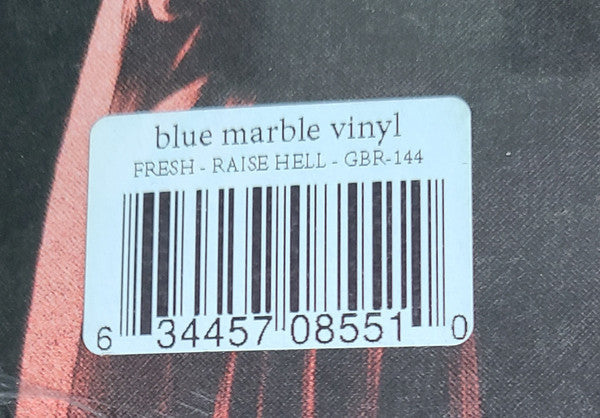 blue marble vinyl
FRESH - RAISE HELL - GBR-144
6 34457 08551 0